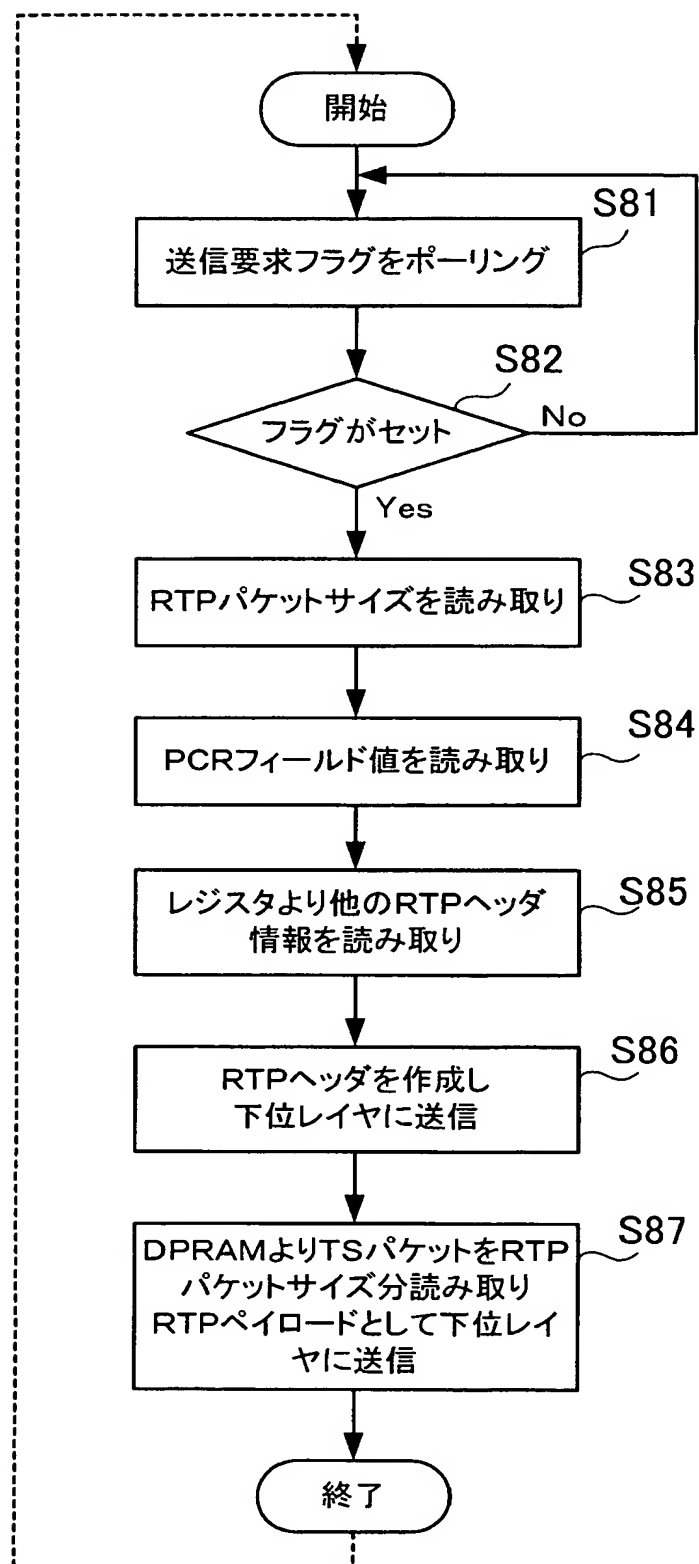 開始
S81
送信要求フラグをポーリング
S82
フラグがセット
No
Yes
S83
RTPパケットサイズを読み取り
S84
PCRフィールド値を読み取り
S85
レジスタより他のRTPヘッダ
情報を読み取り
S86
RTPヘッダを作成し
下位レイヤに送信
S87
DPRAMよりTSパケットをRTP
パケットサイズ分読み取り
RTPペイロードとして下位レイ
ヤに送信
終了